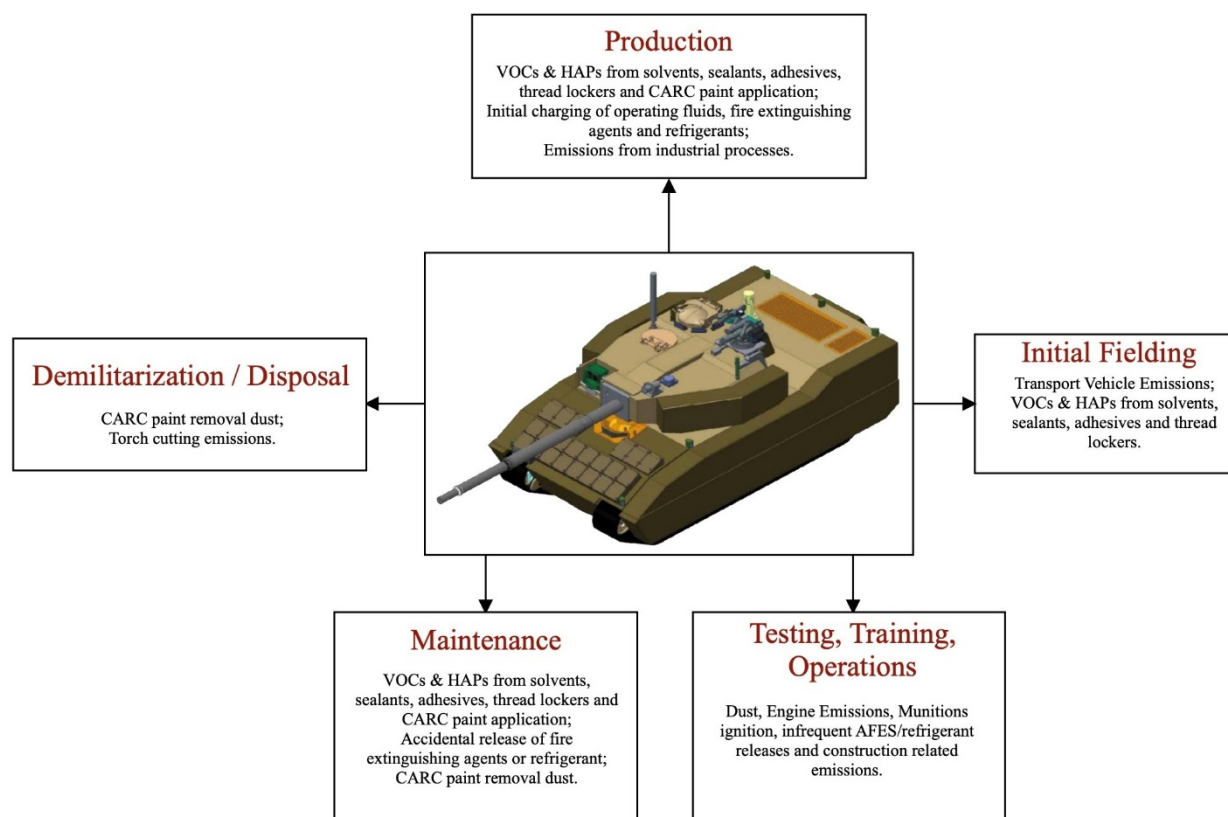 Production
VOCs & HAPs from solvents, sealants, adhesives,
thread lockers and CARC paint application;
Initial charging of operating fluids, fire extinguishing
agents and refrigerants;
Emissions from industrial processes.
Demilitarization / Disposal
CARC paint removal dust;
Torch cutting emissions.
Initial Fielding
Transport Vehicle Emissions;
VOCs & HAPs from solvents,
sealants, adhesives and thread
lockers.
Maintenance
VOCs & HAPs from solvents,
sealants, adhesives, thread lockers and
CARC paint application;
Accidental release of fire
extinguishing agents or refrigerant;
CARC paint removal dust.
Testing, Training,
Operations
Dust, Engine Emissions, Munitions
ignition, infrequent AFES/refrigerant
releases and construction related
emissions.